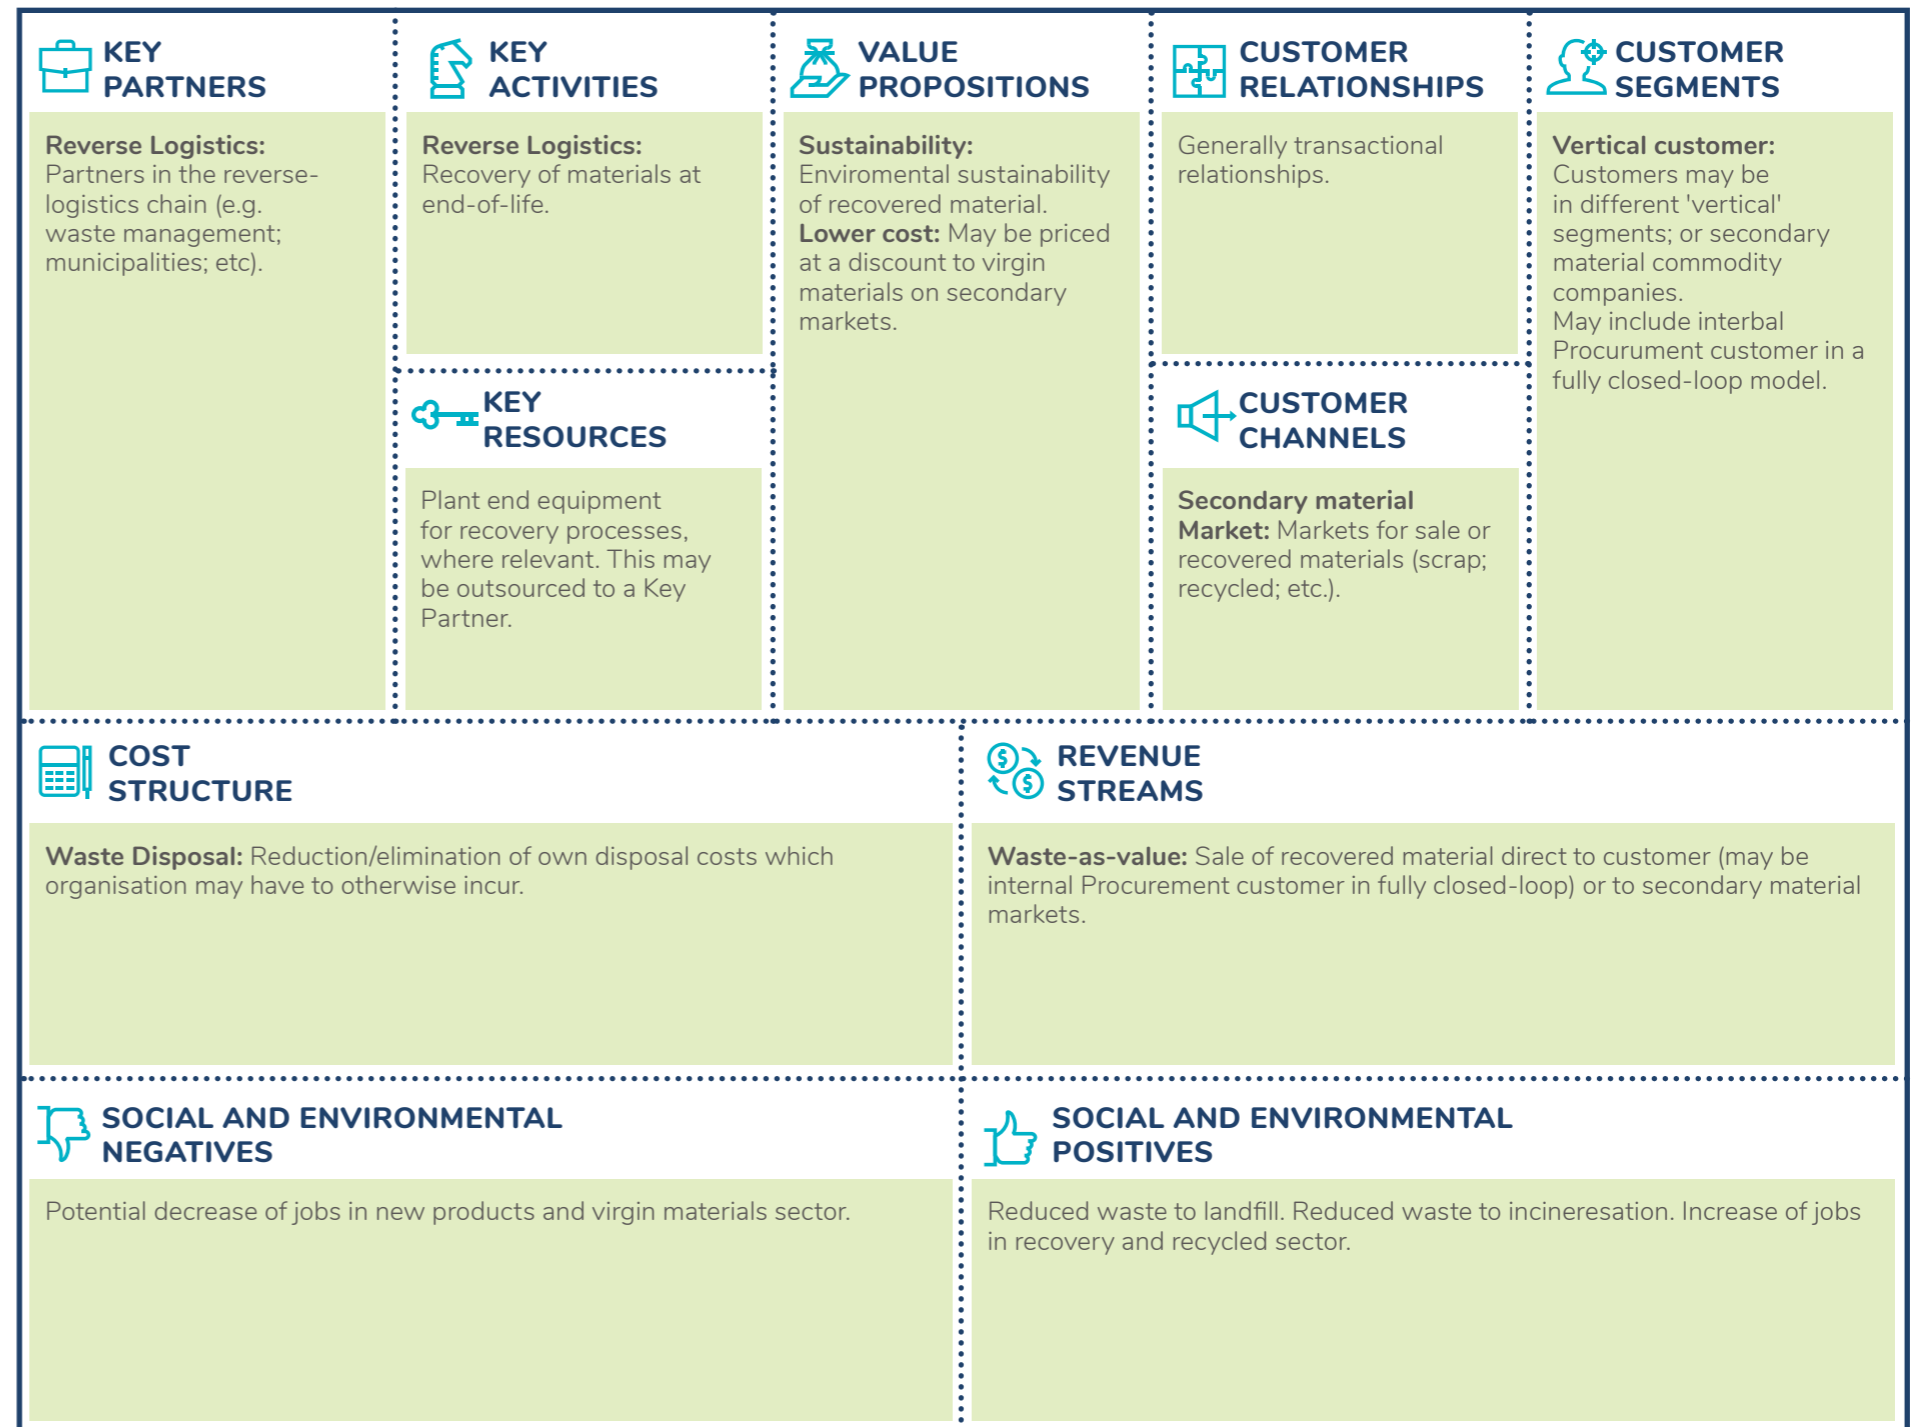 KEY
PARTNERS
Reverse Logistics:
Partners in the reverse-
logistics chain (e.g.
waste management;
municipalities; etc).
KEY
ACTIVITIES
Reverse Logistics:
Recovery of materials at
end-of-life.
KEY
RESOURCES
Plant end equipment
for recovery processes,
where relevant. This may
be outsourced to a Key
Partner.
VALUE
PROPOSITIONS
Sustainability:
Enviromental sustainability
of recovered material.
Lower cost: May be priced
at a discount to virgin
materials on secondary
markets.
CUSTOMER
RELATIONSHIPS
Generally transactional
relationships.
CUSTOMER
CHANNELS
Secondary material
Market: Markets for sale or
recovered materials (scrap;
recycled; etc.).
CUSTOMER
SEGMENTS
Vertical customer:
Customers may be
in different 'vertical'
segments; or secondary
material commodity
companies.
May include interbal
Procurument customer in a
fully closed-loop model.
COST
STRUCTURE
Waste Disposal: Reduction/elimination of own disposal costs which
organisation may have to otherwise incur.
REVENUE
STREAMS
Waste-as-value: Sale of recovered material direct to customer (may be
internal Procurement customer in fully closed-loop) or to secondary material
markets.
SOCIAL AND ENVIRONMENTAL
NEGATIVES
Potential decrease of jobs in new products and virgin materials sector.
SOCIAL AND ENVIRONMENTAL
POSITIVES
Reduced waste to landfill. Reduced waste to incineresation. Increase of jobs
in recovery and recycled sector.